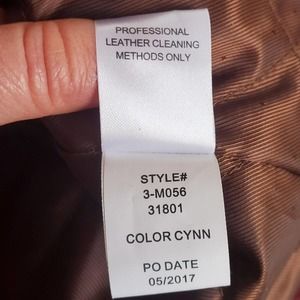 PROFESSIONAL
LEATHER CLEANING
METHODS ONLY
STYLE#
3-M056
31801
COLOR CYNN
PO DATE
05/2017